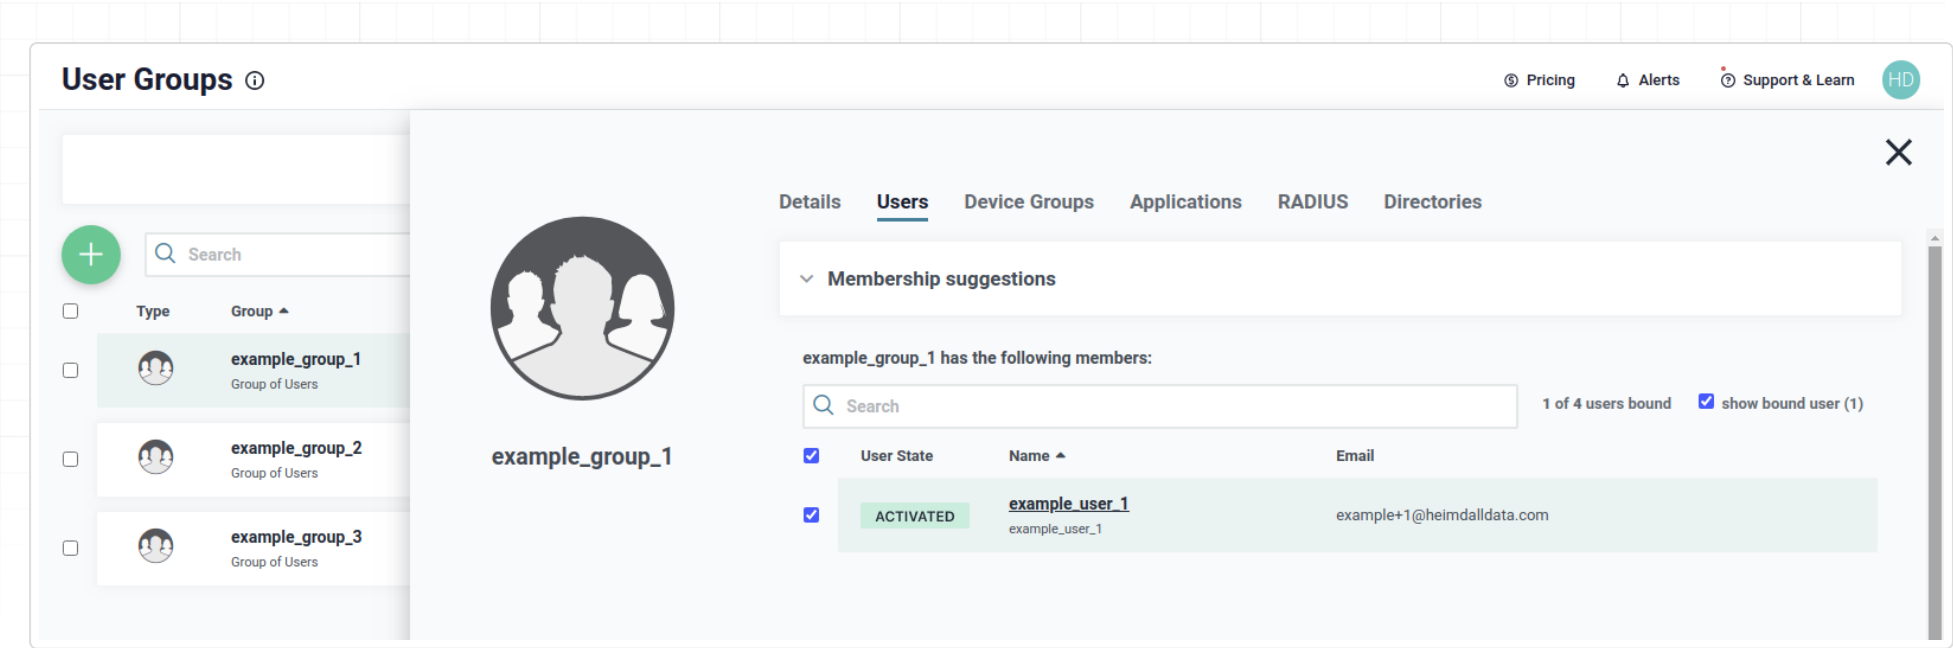 User Groups
Pricing
Alerts
Support & Learn
HD
Search
Type
Group
example_group_1
Group of Users
example_group_2
Group of Users
example_group_3
Group of Users
example_group_1
Details
Users
Device Groups
Applications
RADIUS
Directories
Membership suggestions
example_group_1 has the following members:
Search
1 of 4 users bound
show bound user (1)
User State
Name
Email
ACTIVATED
example_user_1
example_user_1
example+1@heimdalldata.com